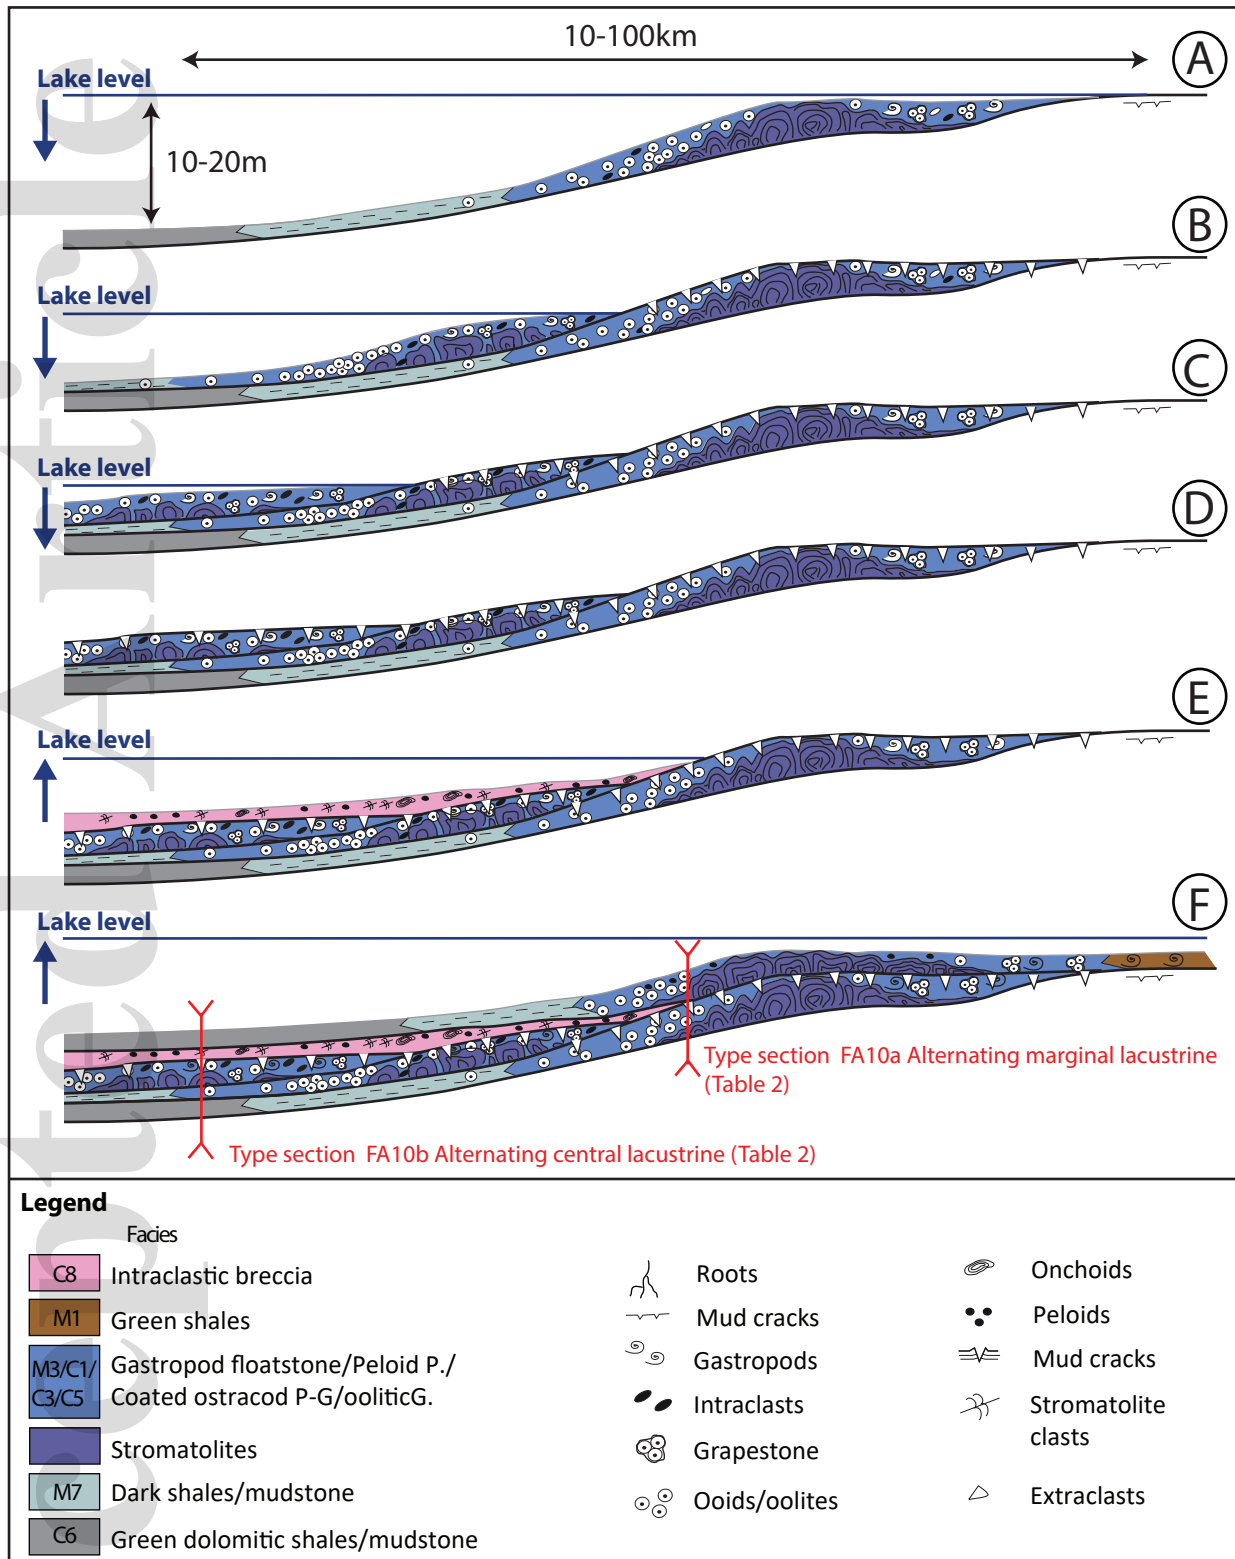 10-100km
A
Lake level
10-20m
B
Lake level
C
Lake level
D
E
Lake level
F
Lake level
Type section FA10a Alternating marginal lacustrine
(Table 2)
Type section FA10b Alternating central lacustrine (Table 2)
Legend
Facies
C8 Intraclastic breccia
M1 Green shales
M3/C1/ Gastropod floatstone/Peloid P./
C3/C5 Coated ostracod P-G/ooliticG.
Stromatolites
M7 Dark shales/mudstone
C6 Green dolomitic shales/mudstone
Roots
Mud cracks
Gastropods
Intraclasts
Grapestone
Ooids/oolites
Onchoids
Peloids
Mud cracks
Stromatolite
clasts
Extraclasts
cepted Article